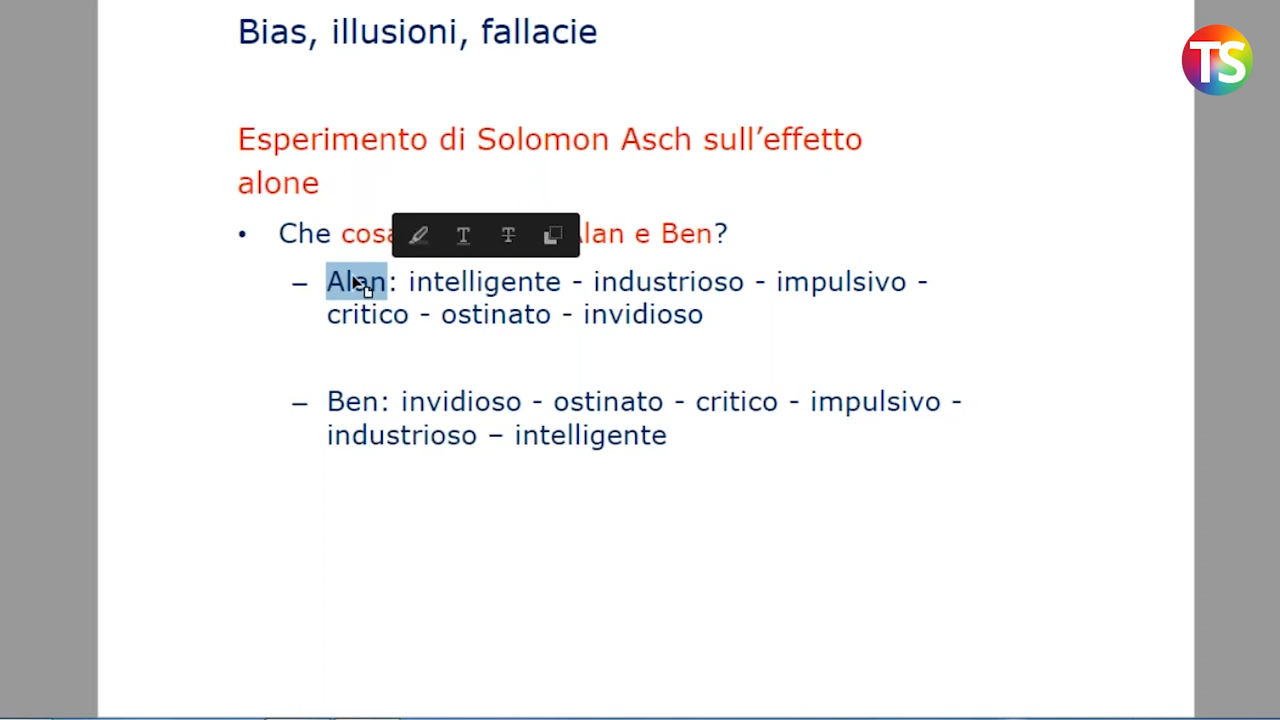 Bias, illusioni, fallacie
TS
Esperimento di Solomon Asch sull’effetto
alone
• Che cosa Alan e Ben?
– Alan: intelligente - industrioso - impulsivo -
critico - ostinato - invidioso
– Ben: invidioso - ostinato - critico - impulsivo -
industrioso – intelligente